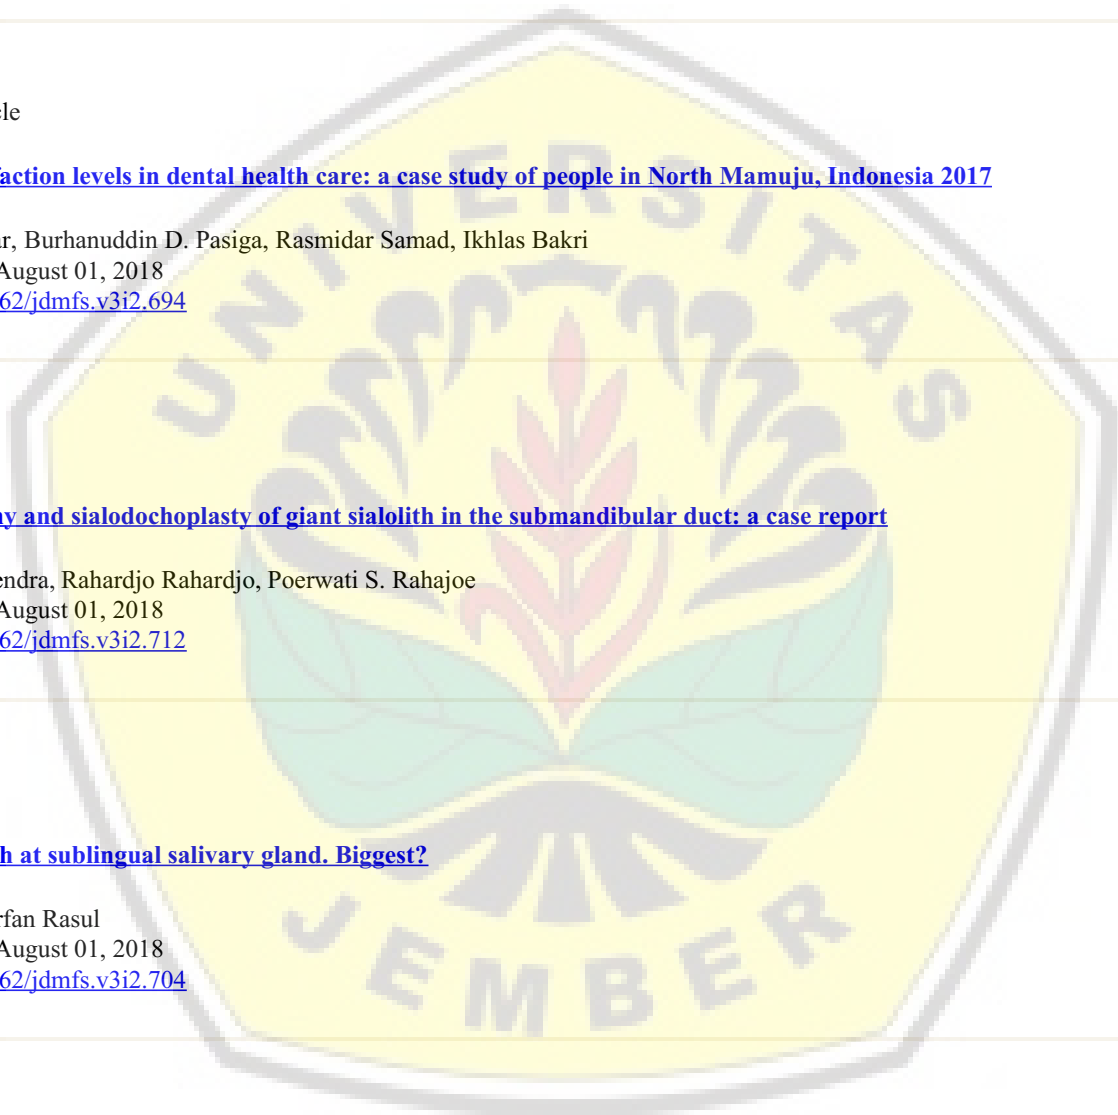 cle
faction levels in dental health care: a case study of people in North Mamuju, Indonesia 2017
ar, Burhanuddin D. Pasiga, Rasmidar Samad, Ikhlas Bakri
August 01, 2018
62/jdmfs.v3i2.694
ny and sialodochoplasty of giant sialolith in the submandibular duct: a case report
endra, Rahardjo Rahardjo, Poerwati S. Rahajoe
August 01, 2018
62/jdmfs.v3i2.712
h at sublingual salivary gland. Biggest?
rfan Rasul
August 01, 2018
62/jdmfs.v3i2.704
UNIVERSITAS
JEMBER